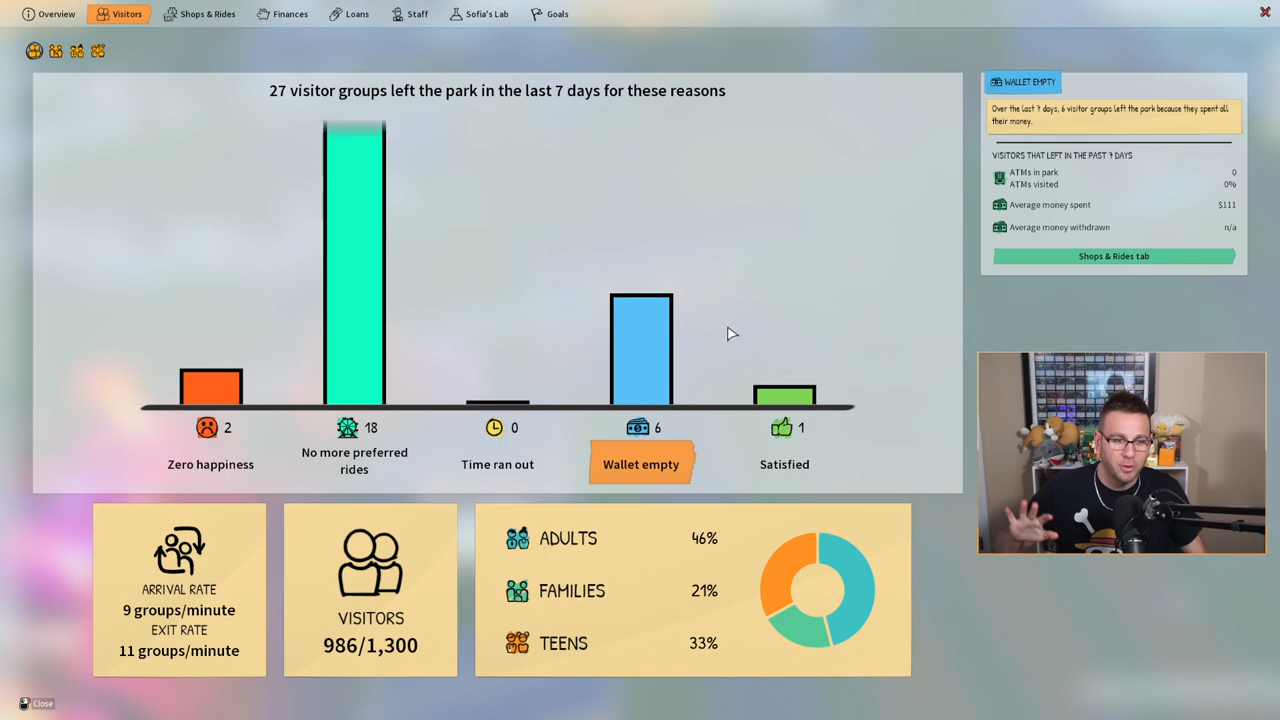 Overview
Visitors
Shops & Rides
Finances
Loans
Staff
Sofia's Lab
Goals
27 visitor groups left the park in the last 7 days for these reasons
2
18
0
6
1
Zero happiness
No more preferred
rides
Time ran out
Wallet empty
Satisfied
WALLET EMPTY
Over the last 7 days, 6 visitor groups left the park because they spent all
their money.
VISITORS THAT LEFT IN THE PAST 7 DAYS
ATMs in park 0
ATMs visited 0%
Average money spent $111
Average money withdrawn n/a
Shops & Rides tab
ARRIVAL RATE
9 groups/minute
EXIT RATE
11 groups/minute
VISITORS
986/1,300
ADULTS 46%
FAMILIES 21%
TEENS 33%
Close